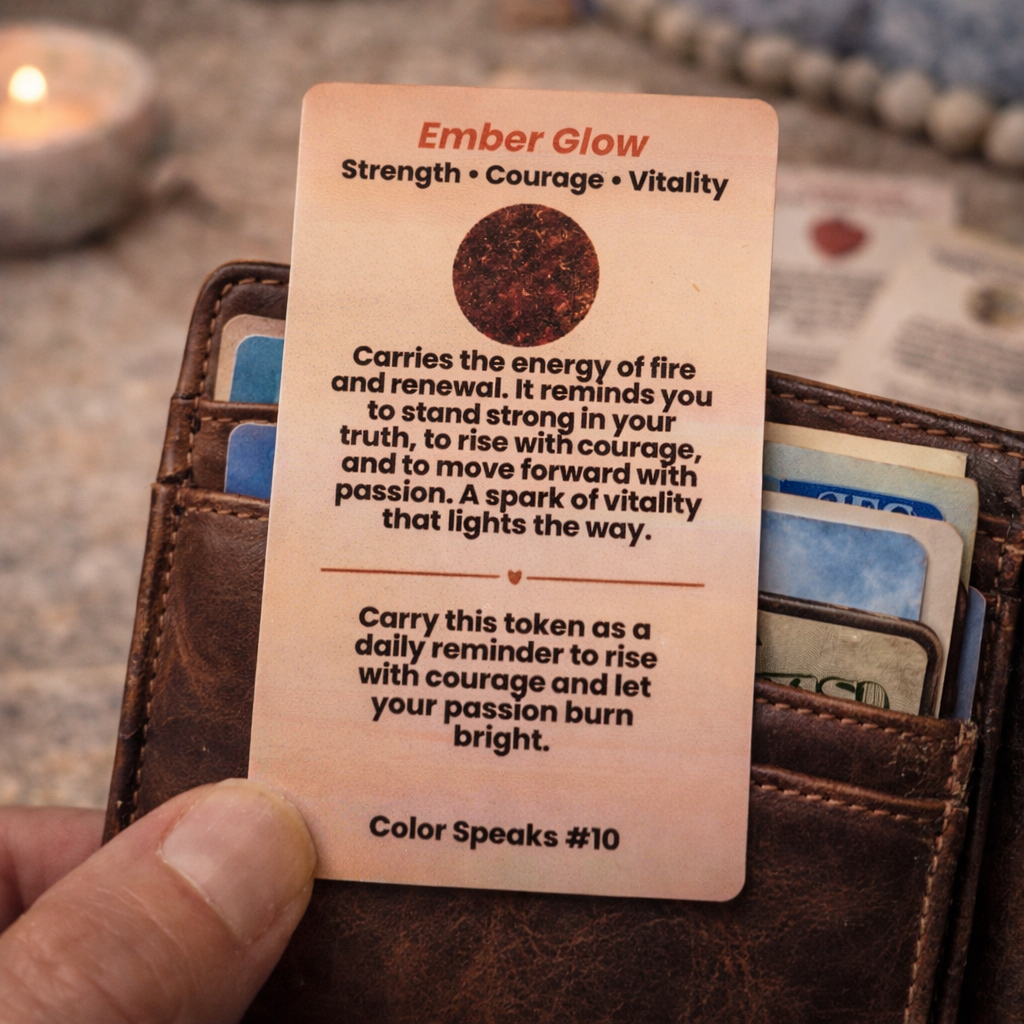 Ember Glow
Strength • Courage • Vitality
Carries the energy of fire
and renewal. It reminds you
to stand strong in your
truth, to rise with courage,
and to move forward with
passion. A spark of vitality
that lights the way.
Carry this token as a
daily reminder to rise
with courage and let
your passion burn
bright.
Color Speaks #10